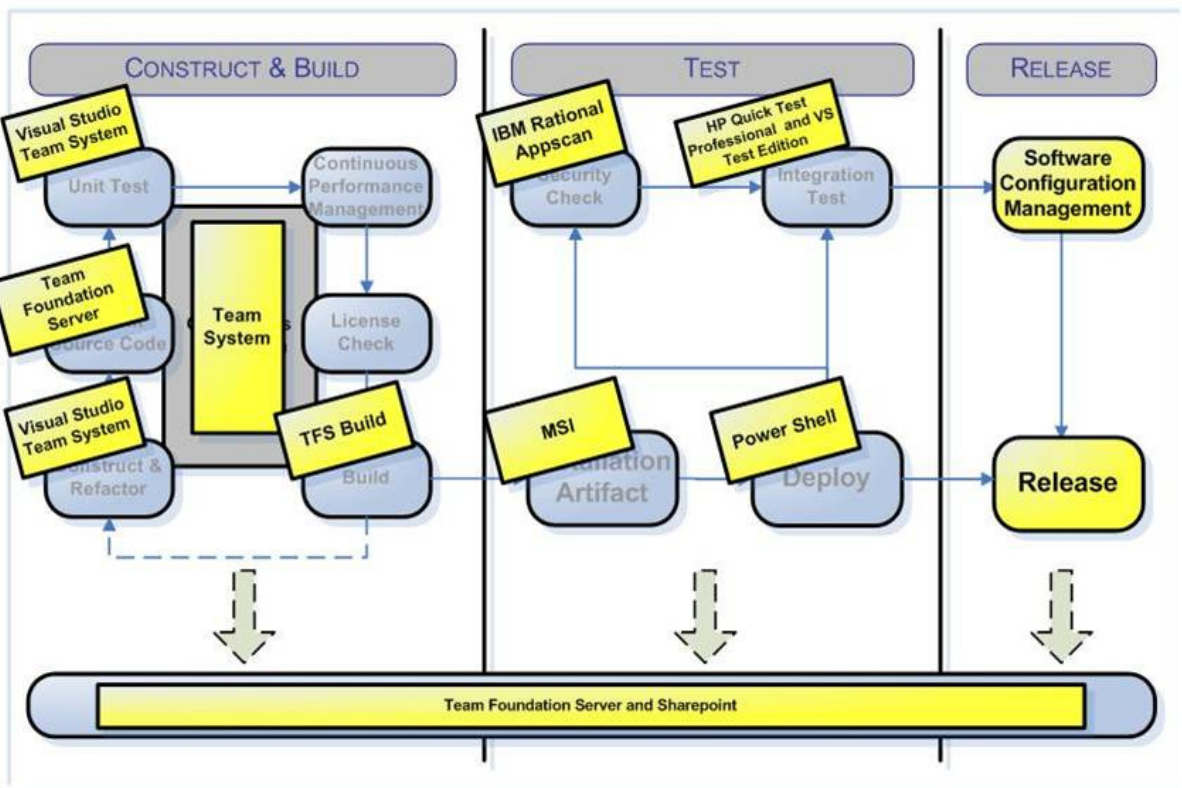 CONSTRUCT & BUILD
TEST
RELEASE
Visual Studio
Team System
Unit Test
Continuous
Performance
Management
IBM Rational
Appscan
Security
Check
HP Quick Test
Professional and VS
Test Edition
Integration
Test
Software
Configuration
Management
Team
Foundation
Server
Source Code
Team
System
License
Check
Visual Studio
Team System
Construct &
Refactor
TFS Build
Build
MSI
Artifact
Power Shell
Deploy
Release
Team Foundation Server and Sharepoint